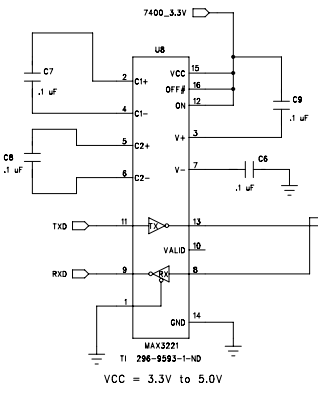 7400_3.3V
U8
C7
.1 uF
2 C1+
VCC 15
OFF# 16
ON 12
C9
.1 uF
4 C1-
V+ 3
C8
.1 uF
5 C2+
6 C2-
V- 7
C6
.1 uF
TXD 11 TX 13
VALID 10
RXD 9 RX 8
1
GND 14
MAX3221
TI 296-9593-1-ND
VCC = 3.3V to 5.0V